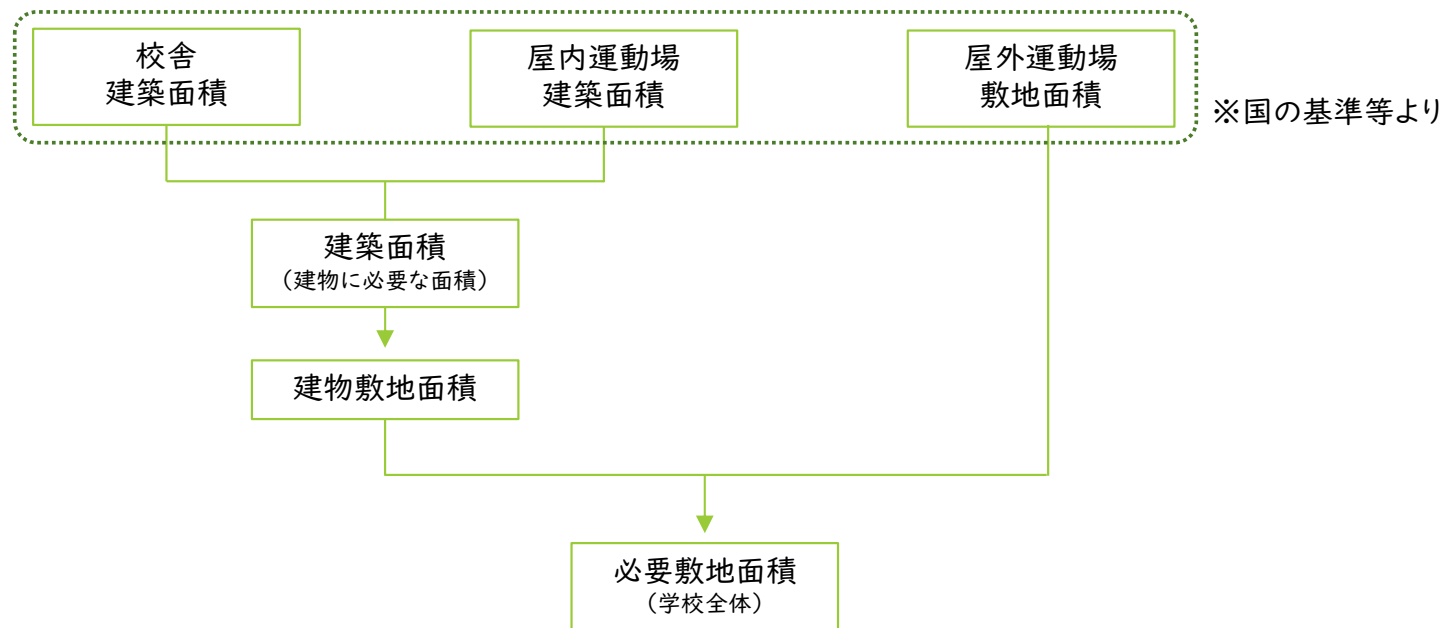 校舎
建築面積
屋内運動場
建築面積
屋外運動場
敷地面積
※国の基準等より
建築面積
（建物に必要な面積）
建物敷地面積
必要敷地面積
（学校全体）